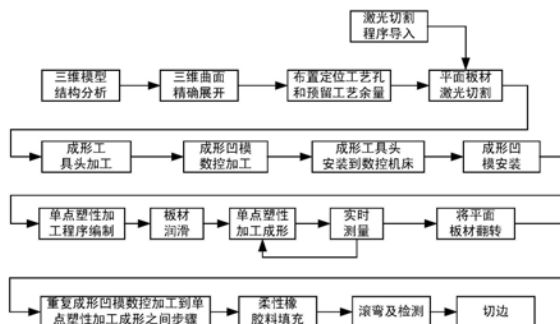 激光切割
程序导入
三维模型
结构分析
三维曲面
精确展开
布置定位工艺孔
和预留工艺余量
平面板材
激光切割
成形工
具头加工
成形凹模
数控加工
成形工具头
安装到数控机床
成形凹
模安装
单点塑性加
工程序编制
板材
润滑
单点塑性
加工成形
实时
测量
将平面
板材翻转
重复成形凹模数控加工到单
点塑性加工成形之间步骤
柔性橡
胶料填充
滚弯及检测
切边